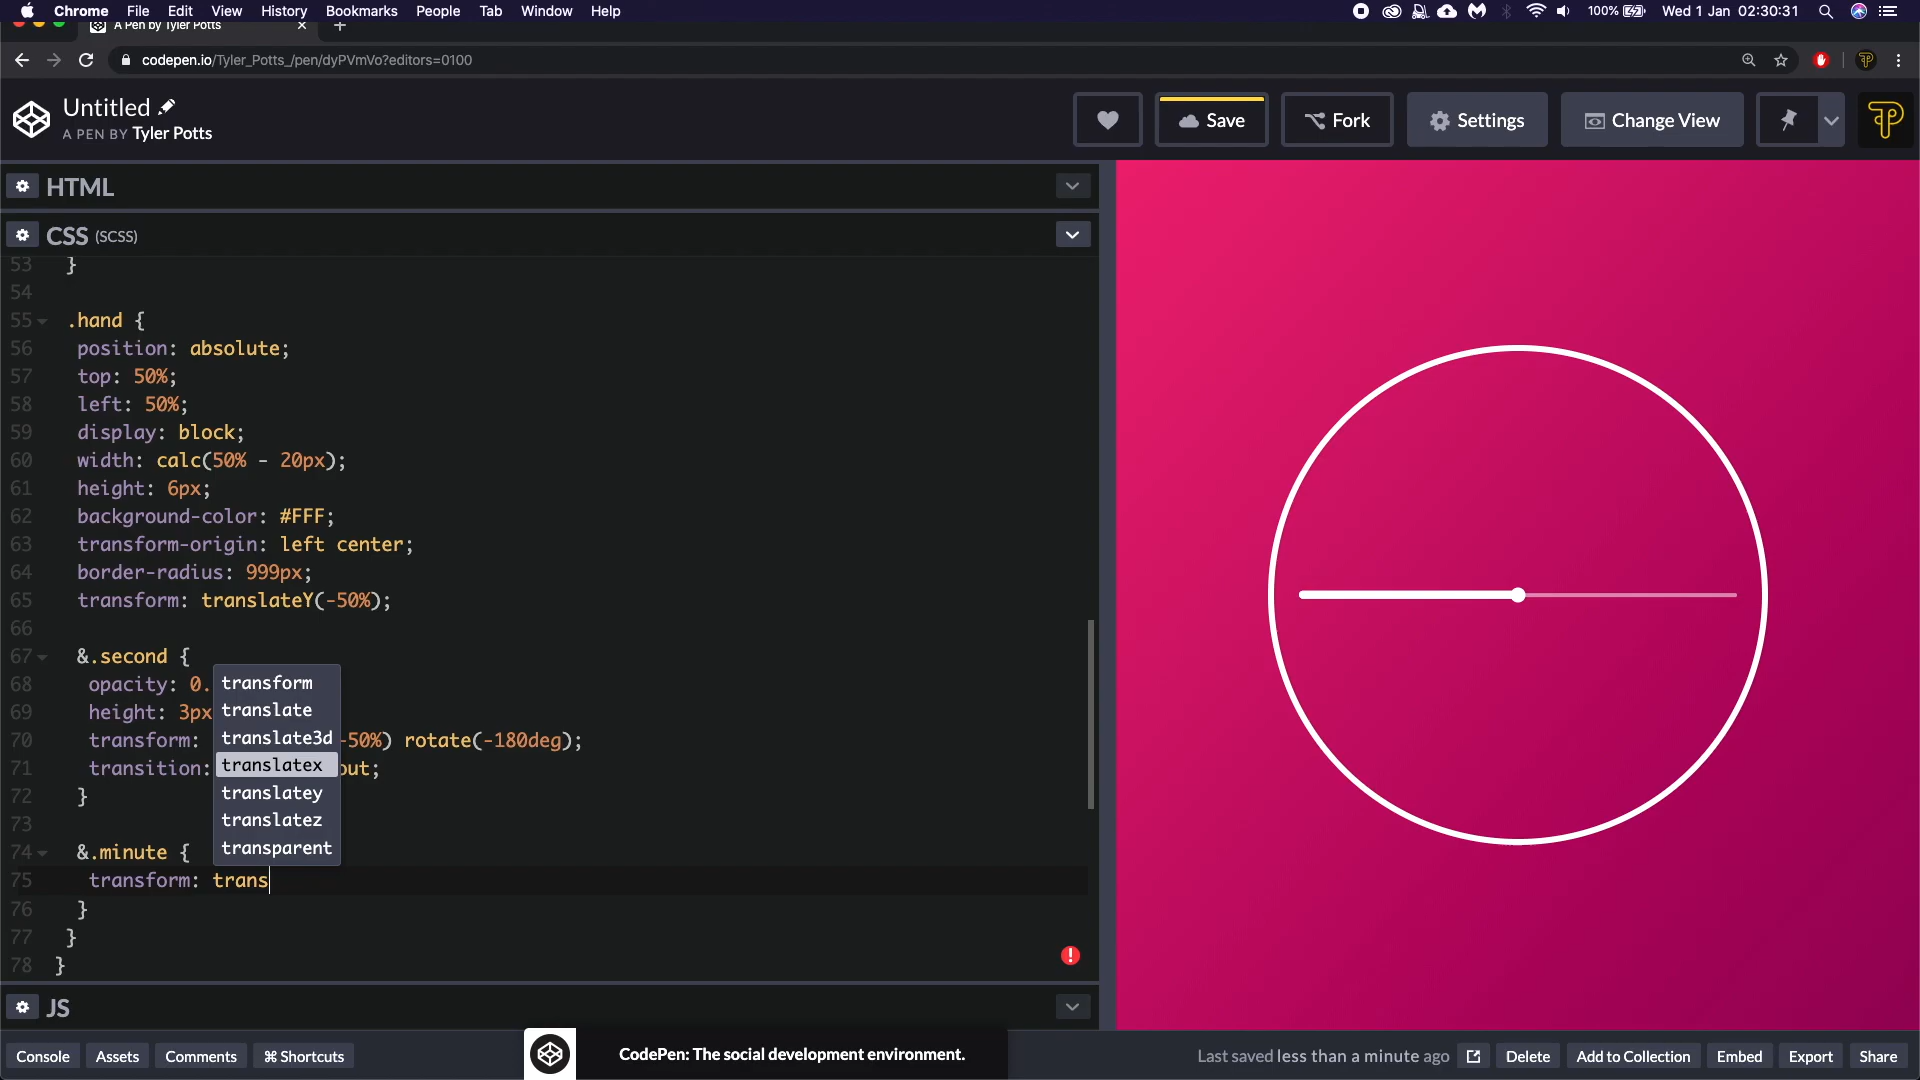 Chrome File Edit View History Bookmarks People Tab Window Help 100% Wed 1 Jan 02:30:31
A Pen by Tyler Potts
codepen.io/Tyler_Potts_/pen/dyPVmVo?editors=0100
Untitled
A PEN BY Tyler Potts
Save Fork Settings Change View
HTML
CSS (SCSS)
53 }
54
55 .hand {
56 position: absolute;
57 top: 50%;
58 left: 50%;
59 display: block;
60 width: calc(50% - 20px);
61 height: 6px;
62 background-color: #FFF;
63 transform-origin: left center;
64 border-radius: 999px;
65 transform: translateY(-50%);
66
67 &.second {
68 opacity: 0.
69 height: 3px
70 transform: -50%) rotate(-180deg);
71 transition: out;
72 }
73
74 &.minute {
75 transform: trans
76 }
77 }
78 }
transform
translate
translate3d
translatex
translatey
translatez
transparent
JS
Console Assets Comments ⌘ Shortcuts
CodePen: The social development environment.
Last saved less than a minute ago Delete Add to Collection Embed Export Share